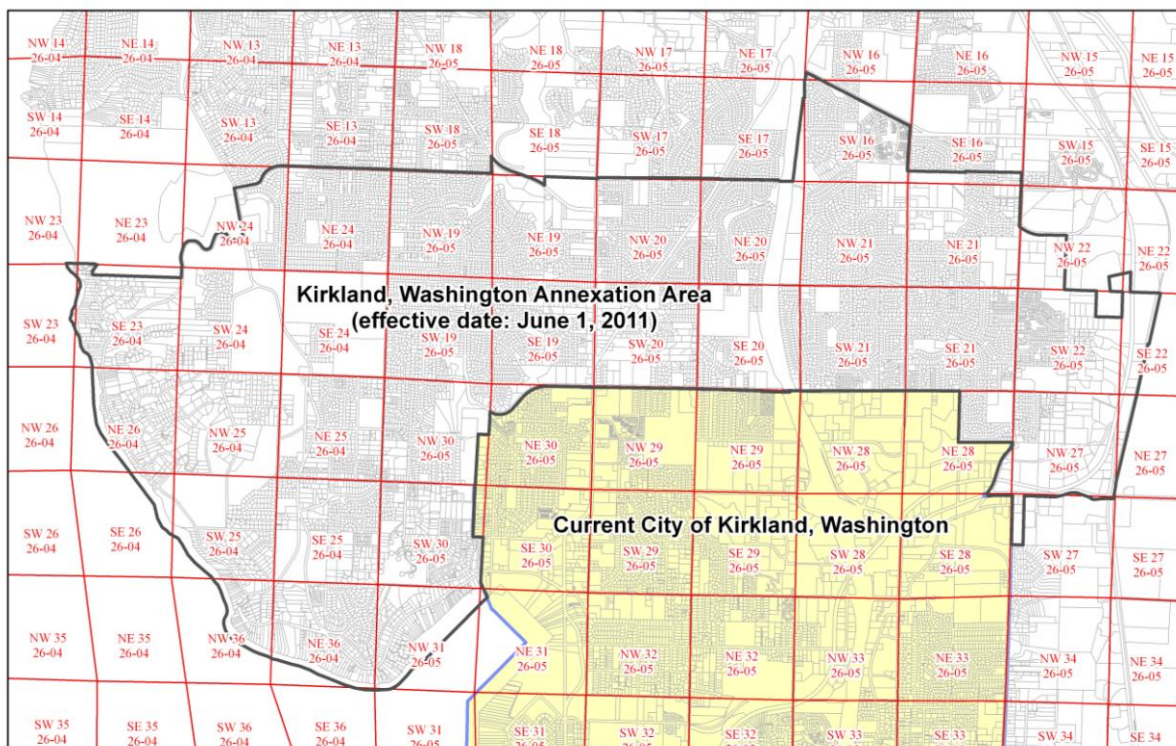 NW 14 NE 14 NW 13 NE 13 NW 18 NE 18 NW 17 NE 17 NW 16 NE 16 NW 15 NE 15
26-04 26-04 26-04 26-04 26-05 26-05 26-05 26-05 26-05 26-05 26-05 26-05
SW 14 SE 14 SW 13 SE 13 SW 18 SE 18 SW 17 SE 17 SW 16 SE 16 SW 15 SE 15
26-04 26-04 26-04 26-04 26-05 26-05 26-05 26-05 26-05 26-05 26-05 26-05
NW 23 NE 23 NW 24 NE 24 NW 19 NE 19 NW 20 NE 20 NW 21 NE 21 NW 22 NE 22
26-04 26-04 26-04 26-04 26-05 26-05 26-05 26-05 26-05 26-05 26-05 26-05
Kirkland, Washington Annexation Area
(effective date: June 1, 2011)
SW 23 SE 23 SW 24 SE 24 SW 19 SE 19 SW 20 SE 20 SW 21 SE 21 SW 22 SE 22
26-04 26-04 26-04 26-04 26-05 26-05 26-05 26-05 26-05 26-05 26-05 26-05
NW 26 NE 26 NW 25 NE 25 NW 30 NE 30 NW 29 NE 29 NW 28 NE 28 NW 27 NE 27
26-04 26-04 26-04 26-04 26-05 26-05 26-05 26-05 26-05 26-05 26-05 26-05
Current City of Kirkland, Washington
SW 26 SE 26 SW 25 SE 25 SW 30 SE 30 SW 29 SE 29 SW 28 SE 28 SW 27 SE 27
26-04 26-04 26-04 26-04 26-05 26-05 26-05 26-05 26-05 26-05 26-05 26-05
NW 35 NE 35 NW 36 NE 36 NW 31 NE 31 NW 32 NE 32 NW 33 NE 33 NW 34 NE 34
26-04 26-04 26-04 26-04 26-05 26-05 26-05 26-05 26-05 26-05 26-05 26-05
SW 35 SE 35 SW 36 SE 36 SW 31 SE 31 SW 32 SE 32 SW 33 SE 33 SW 34 SE 34
26-04 26-04 26-04 26-04 26-05 26-05 26-05 26-05 26-05 26-05